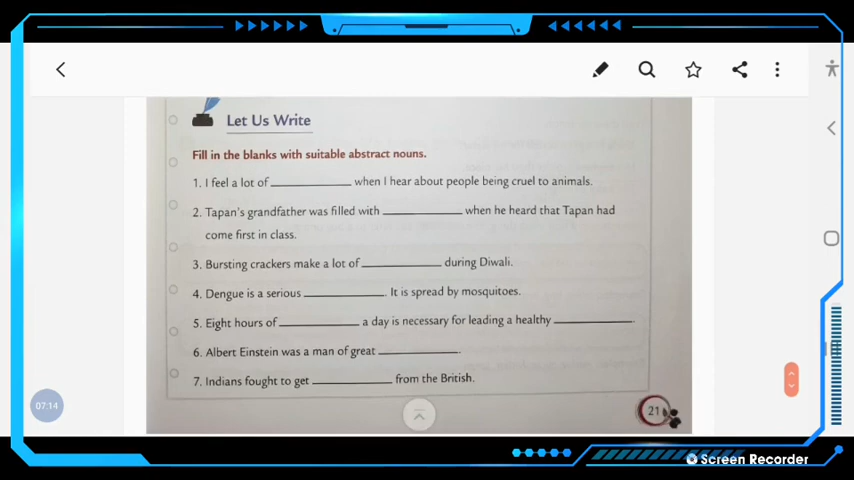 Let Us Write
Fill in the blanks with suitable abstract nouns.
1. I feel a lot of ____________ when I hear about people being cruel to animals.
2. Tapan's grandfather was filled with ____________ when he heard that Tapan had
come first in class.
3. Bursting crackers make a lot of ____________ during Diwali.
4. Dengue is a serious ____________. It is spread by mosquitoes.
5. Eight hours of ____________ a day is necessary for leading a healthy ____________.
6. Albert Einstein was a man of great ____________.
7. Indians fought to get ____________ from the British.
07:14
21
Screen Recorder